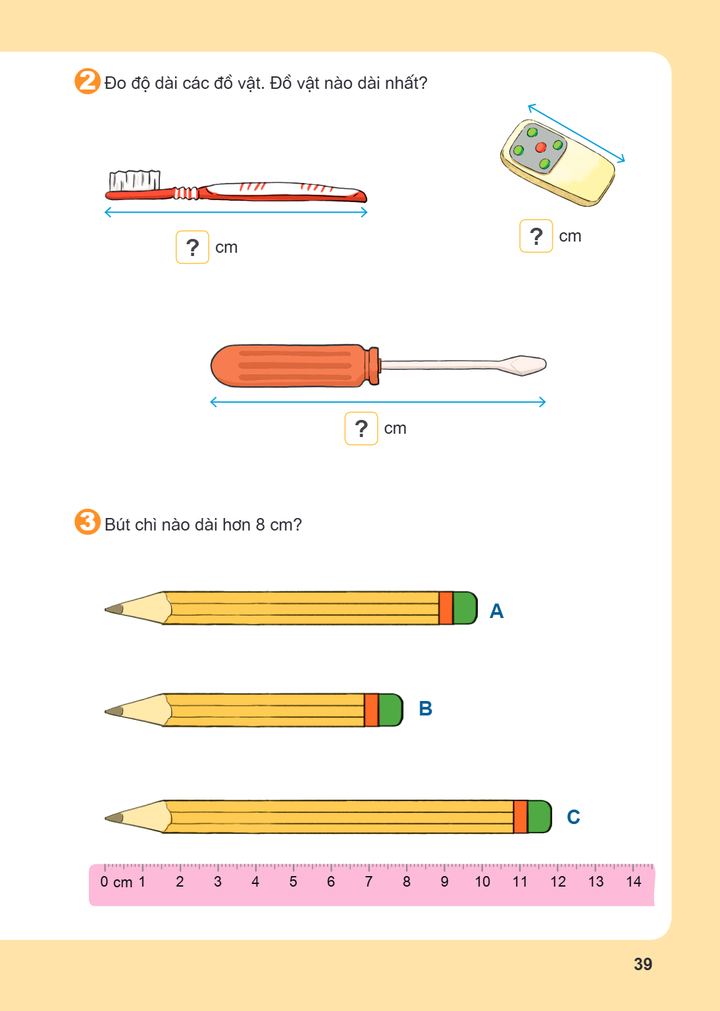 2 Đo độ dài các đồ vật. Đồ vật nào dài nhất?
? cm
? cm
? cm
3 Bút chì nào dài hơn 8 cm?
A
B
C
0 cm 1 2 3 4 5 6 7 8 9 10 11 12 13 14
39